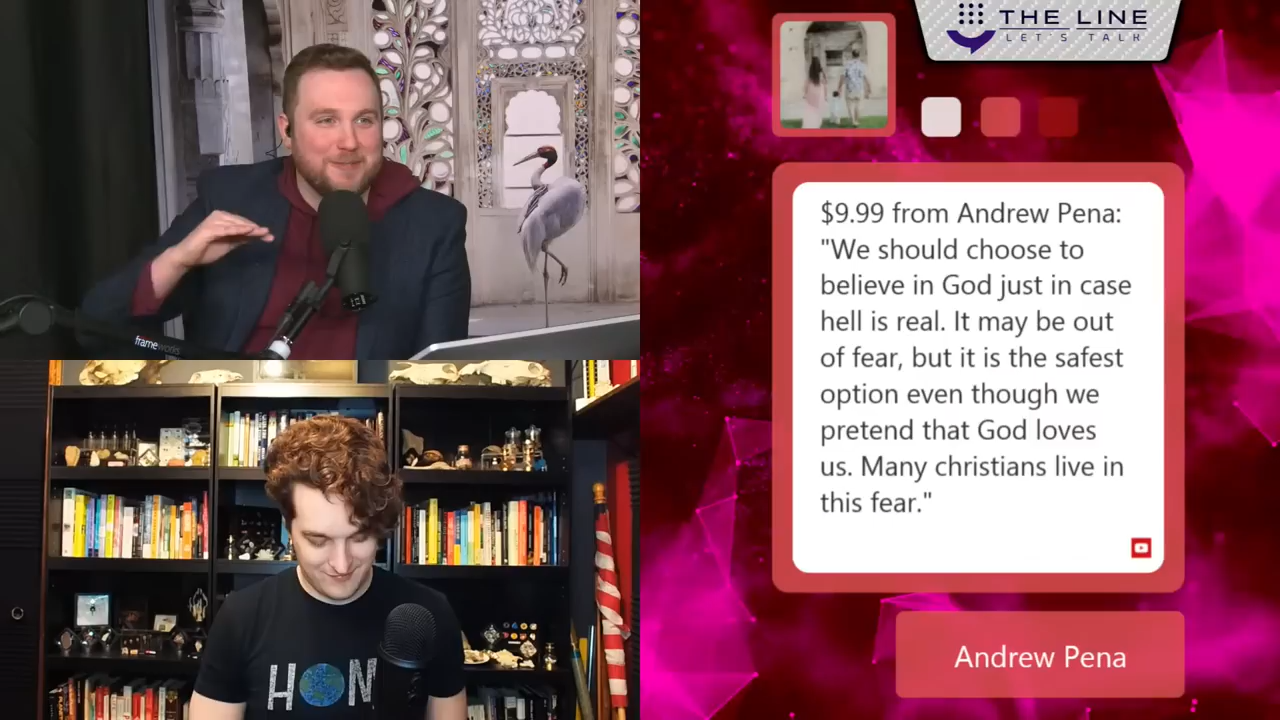 THE LINE
LET'S TALK
$9.99 from Andrew Pena:
"We should choose to
believe in God just in case
hell is real. It may be out
of fear, but it is the safest
option even though we
pretend that God loves
us. Many christians live in
this fear."
Andrew Pena
frameworks
HON